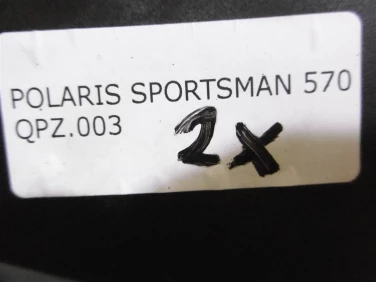 POLARIS SPORTSMAN 570
QPZ.003
2x